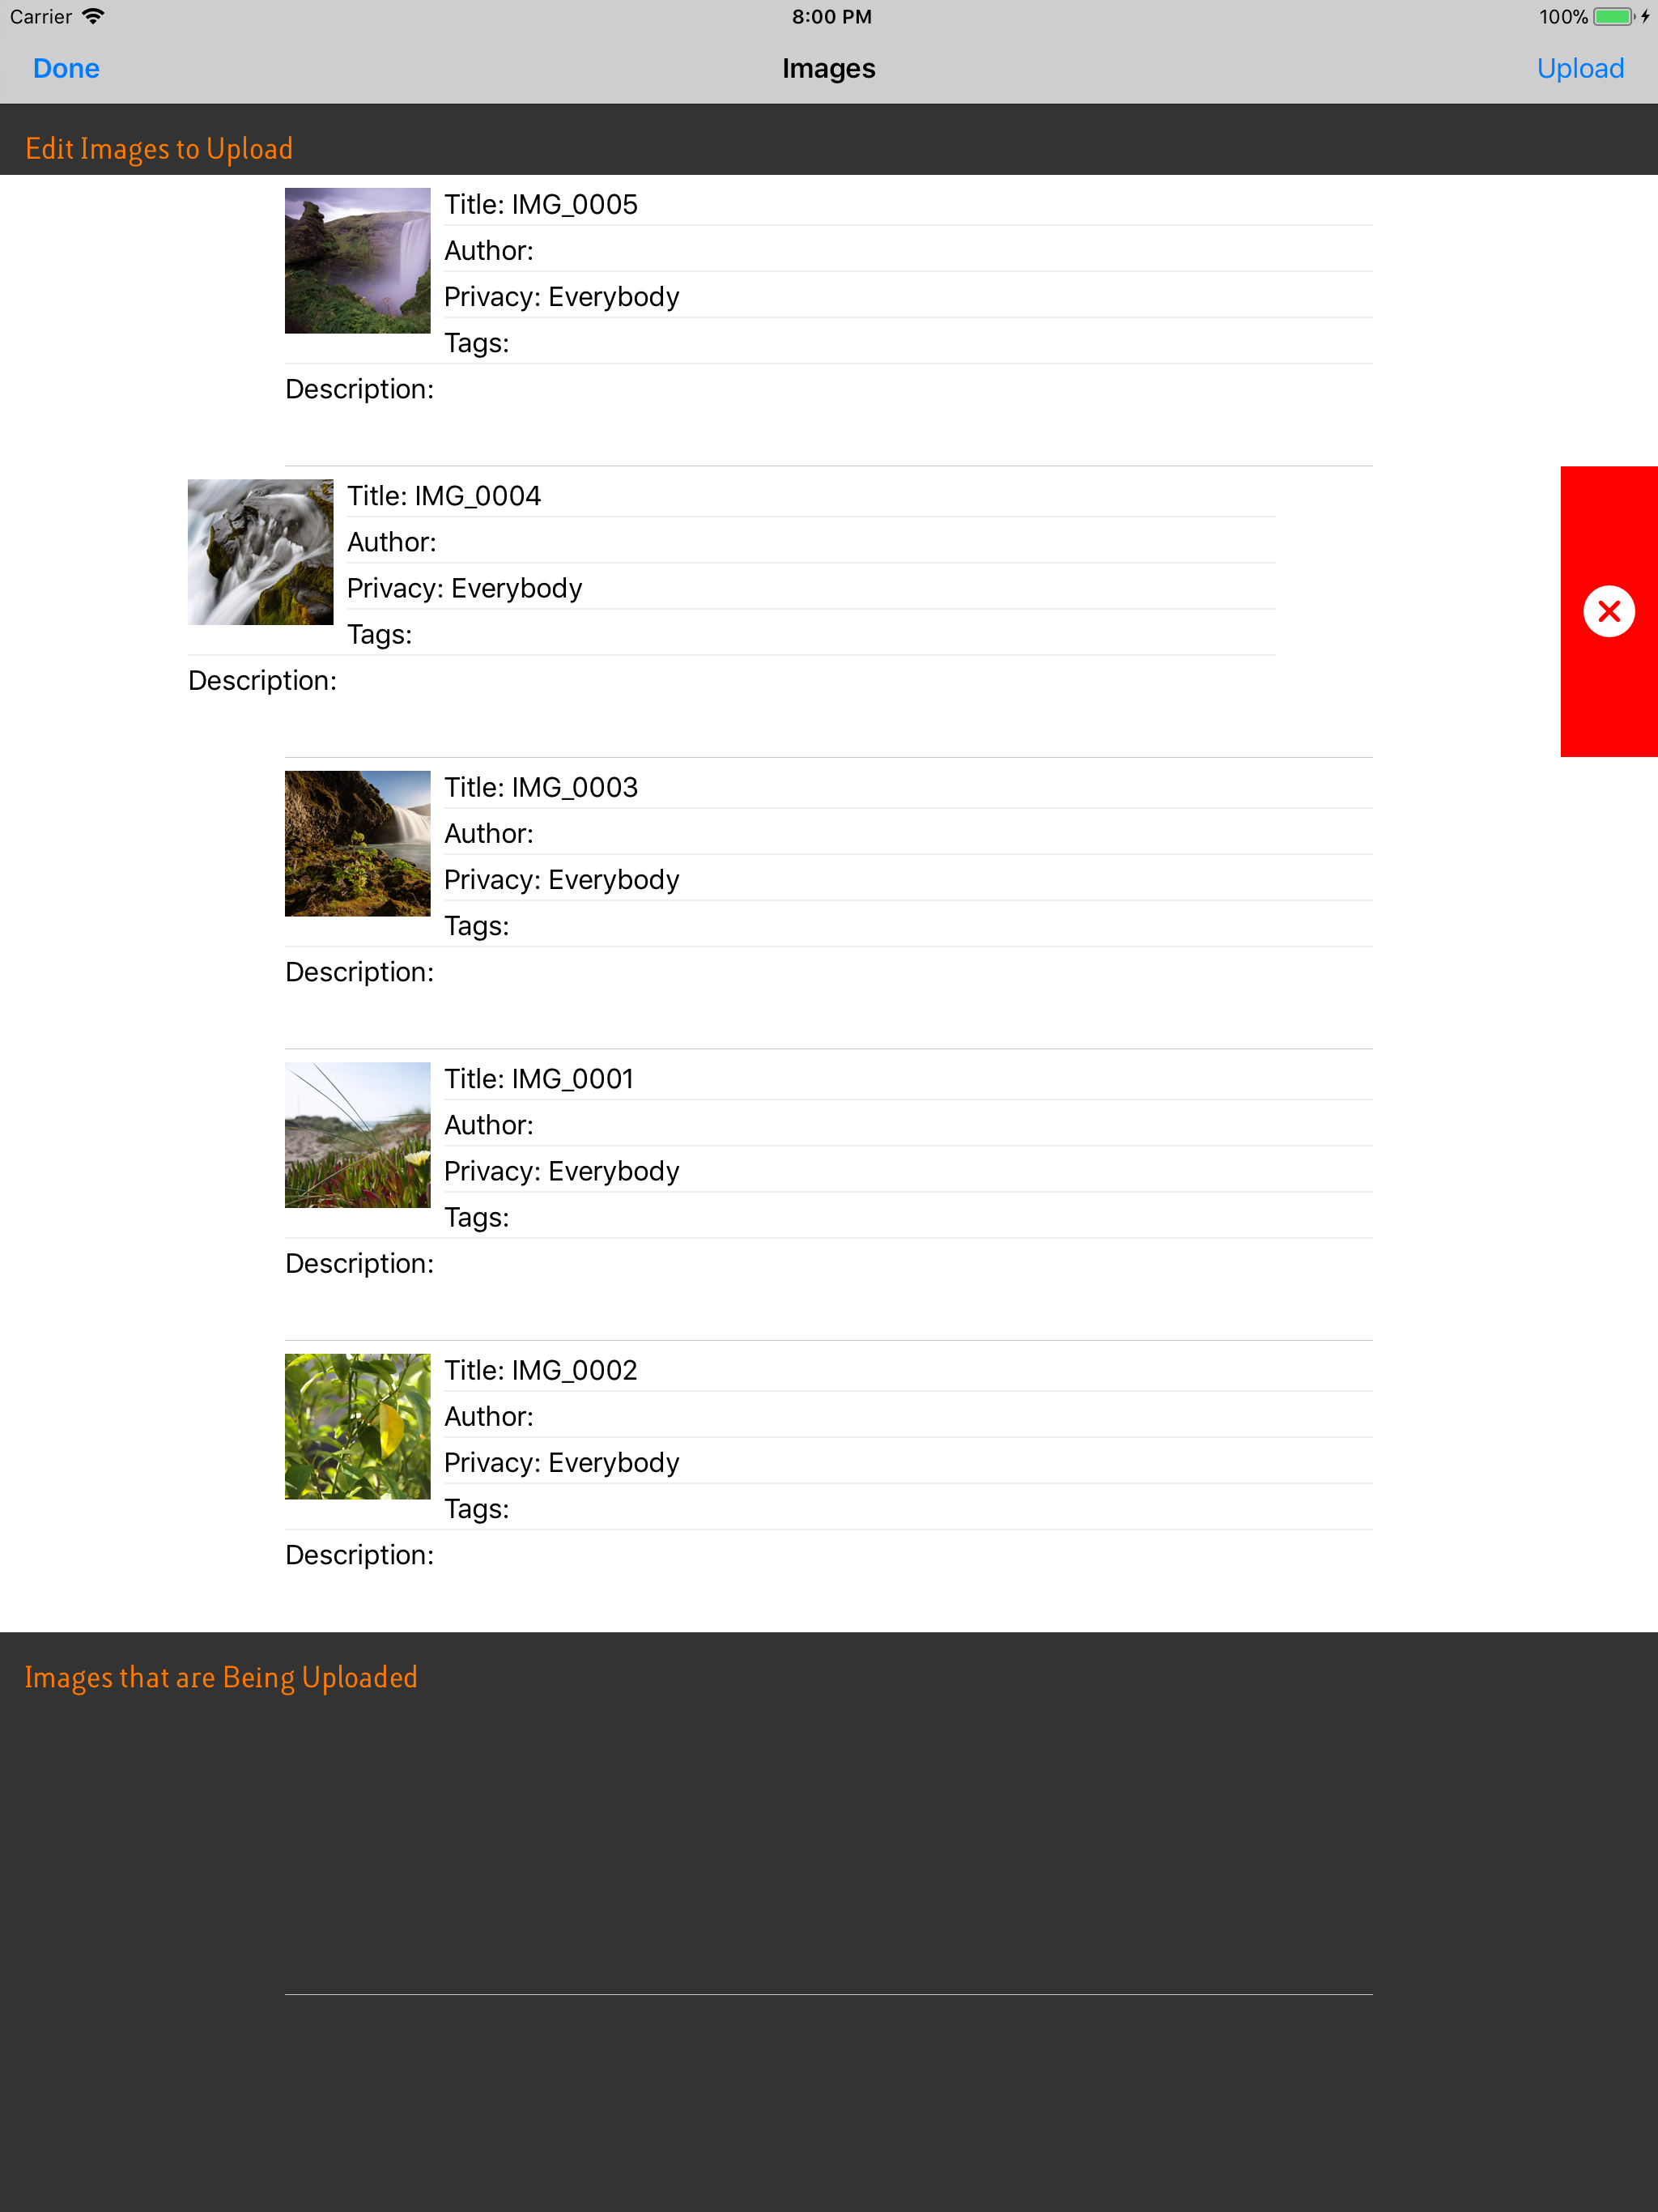 Carrier 8:00 PM 100%
Done Images Upload
Edit Images to Upload
Title: IMG_0005
Author:
Privacy: Everybody
Tags:
Description:
Title: IMG_0004
Author:
Privacy: Everybody
Tags:
Description:
Title: IMG_0003
Author:
Privacy: Everybody
Tags:
Description:
Title: IMG_0001
Author:
Privacy: Everybody
Tags:
Description:
Title: IMG_0002
Author:
Privacy: Everybody
Tags:
Description:
Images that are Being Uploaded